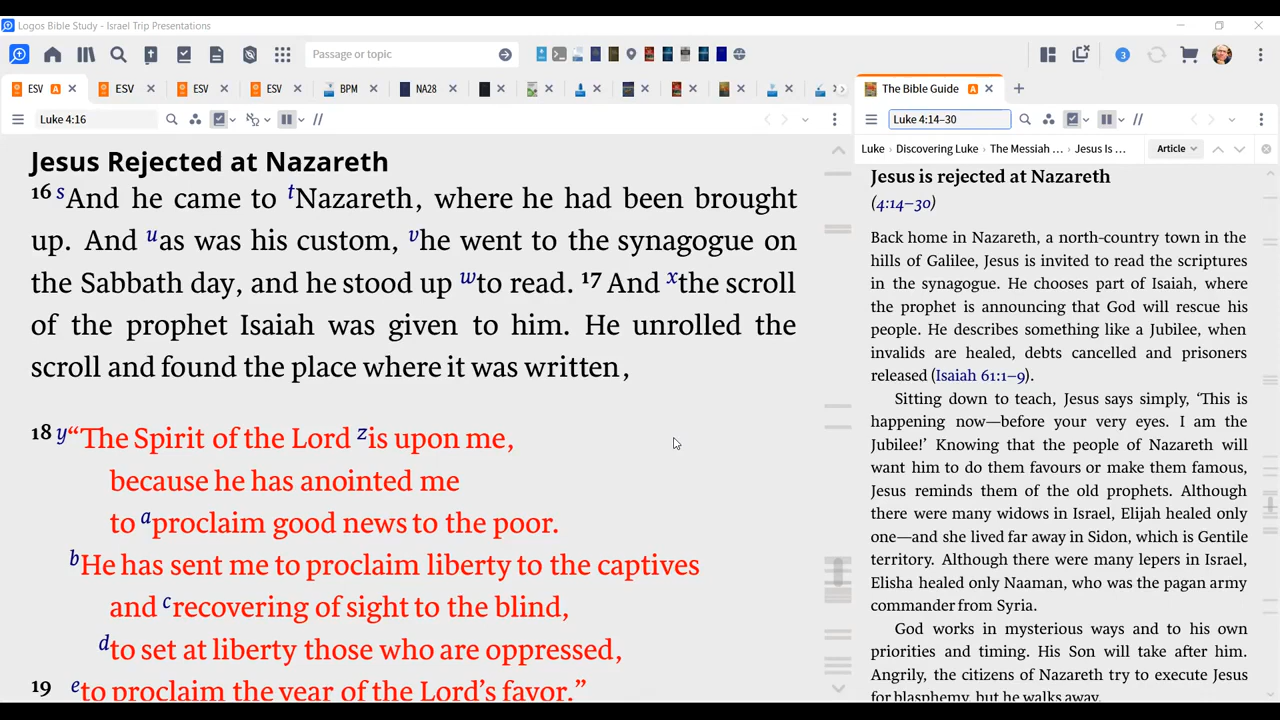 Logos Bible Study - Israel Trip Presentations
Passage or topic
3
ESV A
ESV
ESV
ESV
BPM
NA28
The Bible Guide A
Luke 4:16
Luke 4:14–30
Luke › Discovering Luke › The Messiah ... › Jesus Is ...
Article
Jesus Rejected at Nazareth
16 sAnd he came to tNazareth, where he had been brought
up. And uas was his custom, vhe went to the synagogue on
the Sabbath day, and he stood up wto read. 17 And xthe scroll
of the prophet Isaiah was given to him. He unrolled the
scroll and found the place where it was written,
18 y“The Spirit of the Lord zis upon me,
because he has anointed me
to aproclaim good news to the poor.
bHe has sent me to proclaim liberty to the captives
and crecovering of sight to the blind,
dto set at liberty those who are oppressed,
19 eto proclaim the year of the Lord’s favor.”
Jesus is rejected at Nazareth
(4:14–30)
Back home in Nazareth, a north-country town in the
hills of Galilee, Jesus is invited to read the scriptures
in the synagogue. He chooses part of Isaiah, where
the prophet is announcing that God will rescue his
people. He describes something like a Jubilee, when
invalids are healed, debts cancelled and prisoners
released (Isaiah 61:1–9).
Sitting down to teach, Jesus says simply, ‘This is
happening now—before your very eyes. I am the
Jubilee!’ Knowing that the people of Nazareth will
want him to do them favours or make them famous,
Jesus reminds them of the old prophets. Although
there were many widows in Israel, Elijah healed only
one—and she lived far away in Sidon, which is Gentile
territory. Although there were many lepers in Israel,
Elisha healed only Naaman, who was the pagan army
commander from Syria.
God works in mysterious ways and to his own
priorities and timing. His Son will take after him.
Angrily, the citizens of Nazareth try to execute Jesus
for blasphemy, but he walks away.